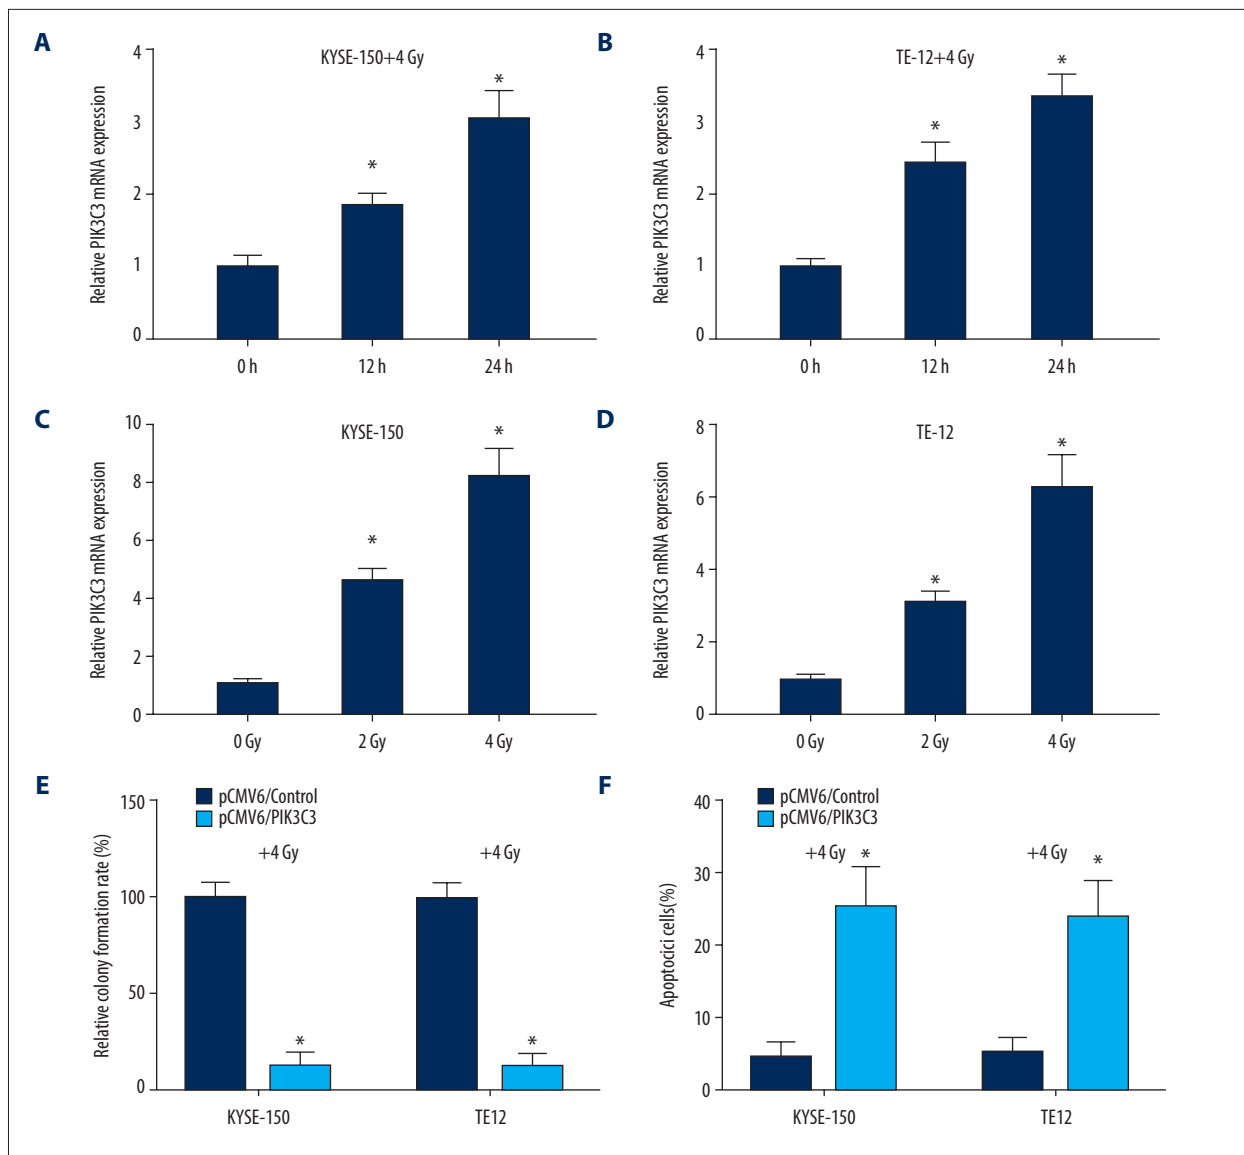 A
KYSE-150+4 Gy
Relative PIK3C3 mRNA expression
4
3
2
1
0
*
*
0 h
12 h
24 h
B
TE-12+4 Gy
Relative PIK3C3 mRNA expression
4
3
2
1
0
*
*
0 h
12 h
24 h
C
KYSE-150
Relative PIK3C3 mRNA expression
10
8
6
4
2
0
*
*
0 Gy
2 Gy
4 Gy
D
TE-12
Relative PIK3C3 mRNA expression
8
6
4
2
0
*
*
0 Gy
2 Gy
4 Gy
E
pCMV6/Control
pCMV6/PIK3C3
Relative colony formation rate (%)
150
100
50
0
+4 Gy
+4 Gy
*
*
KYSE-150
TE12
F
pCMV6/Control
pCMV6/PIK3C3
Apoptocici cells(%)
40
30
20
10
0
+4 Gy
*
+4 Gy
*
KYSE-150
TE12